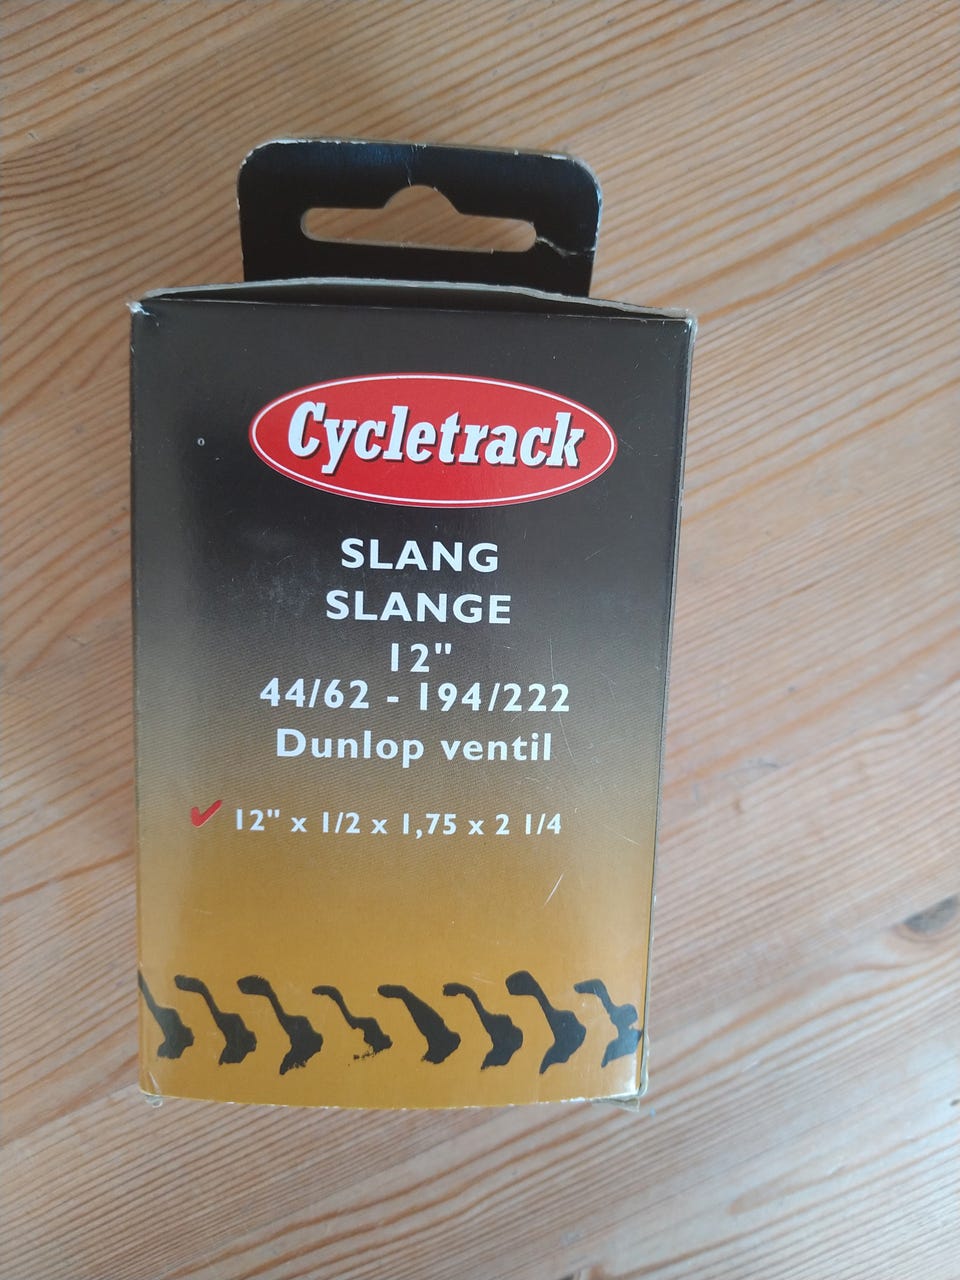 Cycletrack
SLANG
SLANGE
12"
44/62 - 194/222
Dunlop ventil
12" x 1/2 x 1,75 x 2 1/4